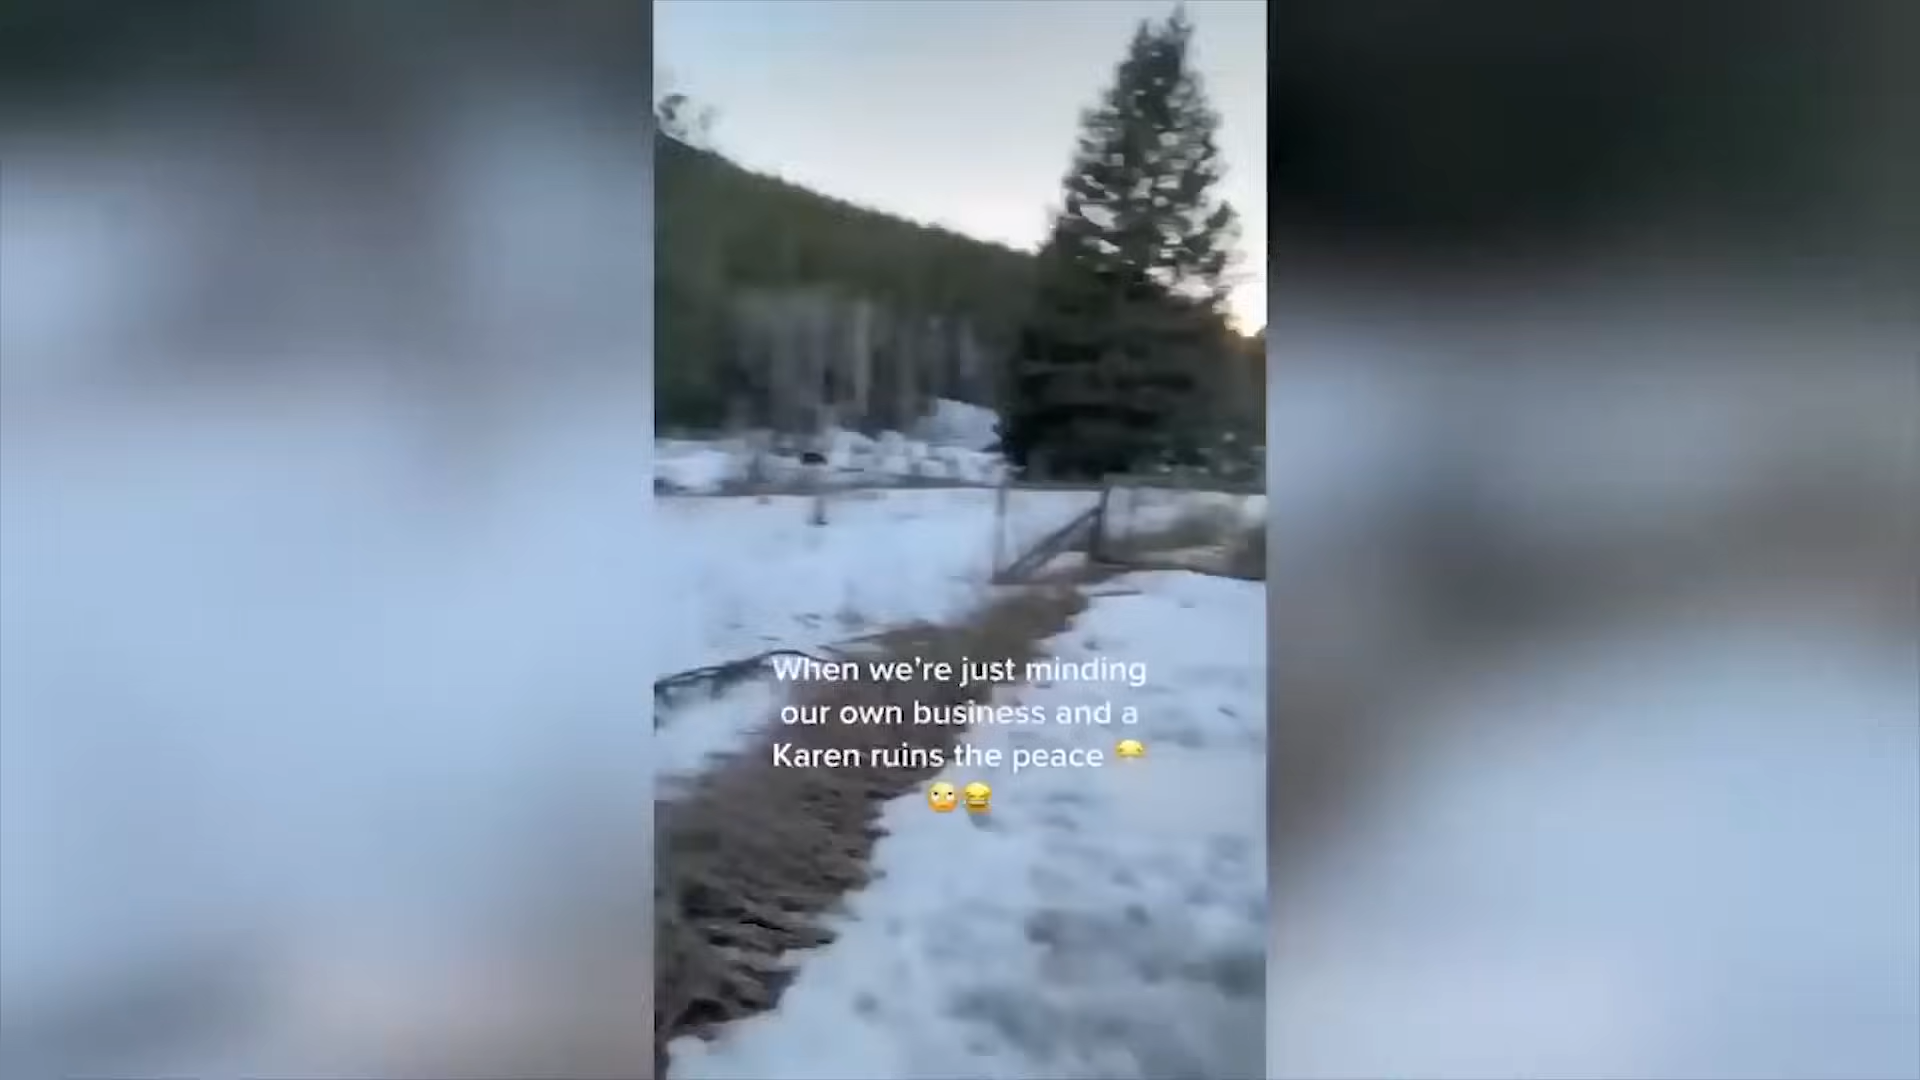 When we're just minding
our own business and a
Karen ruins the peace 😂
🙄😂